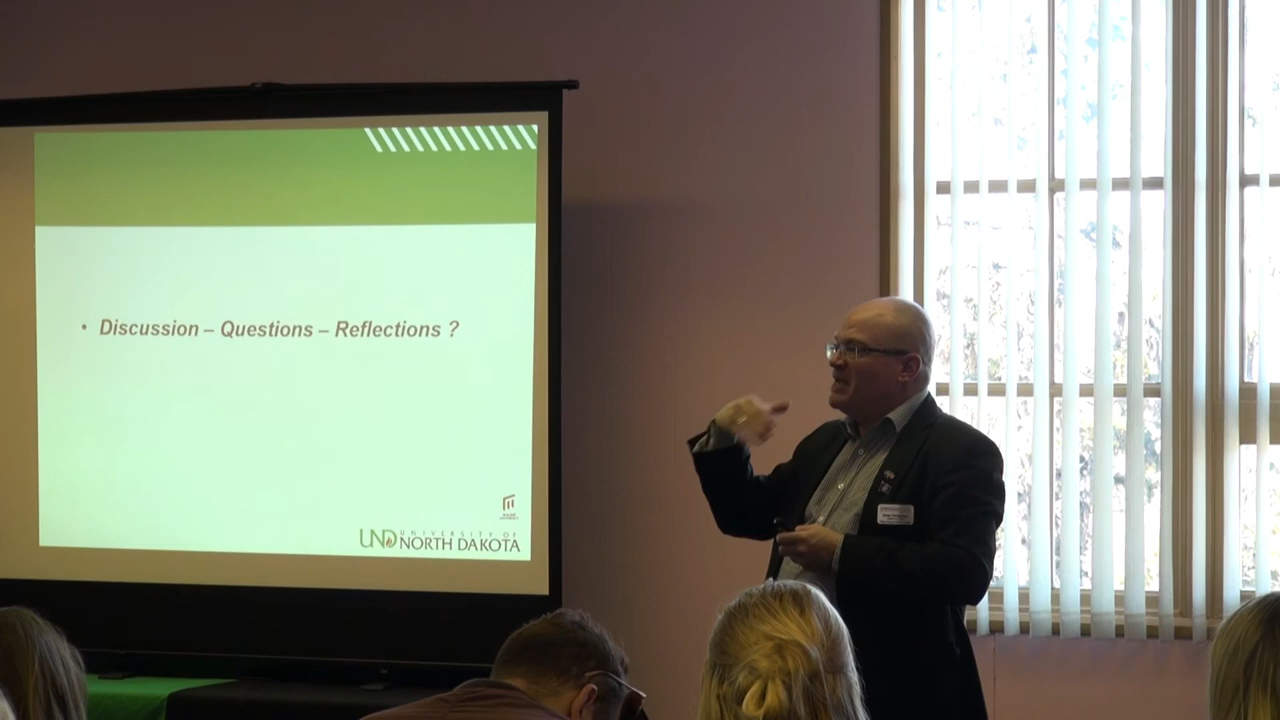 • Discussion – Questions – Reflections ?
UND UNIVERSITY OF
NORTH DAKOTA